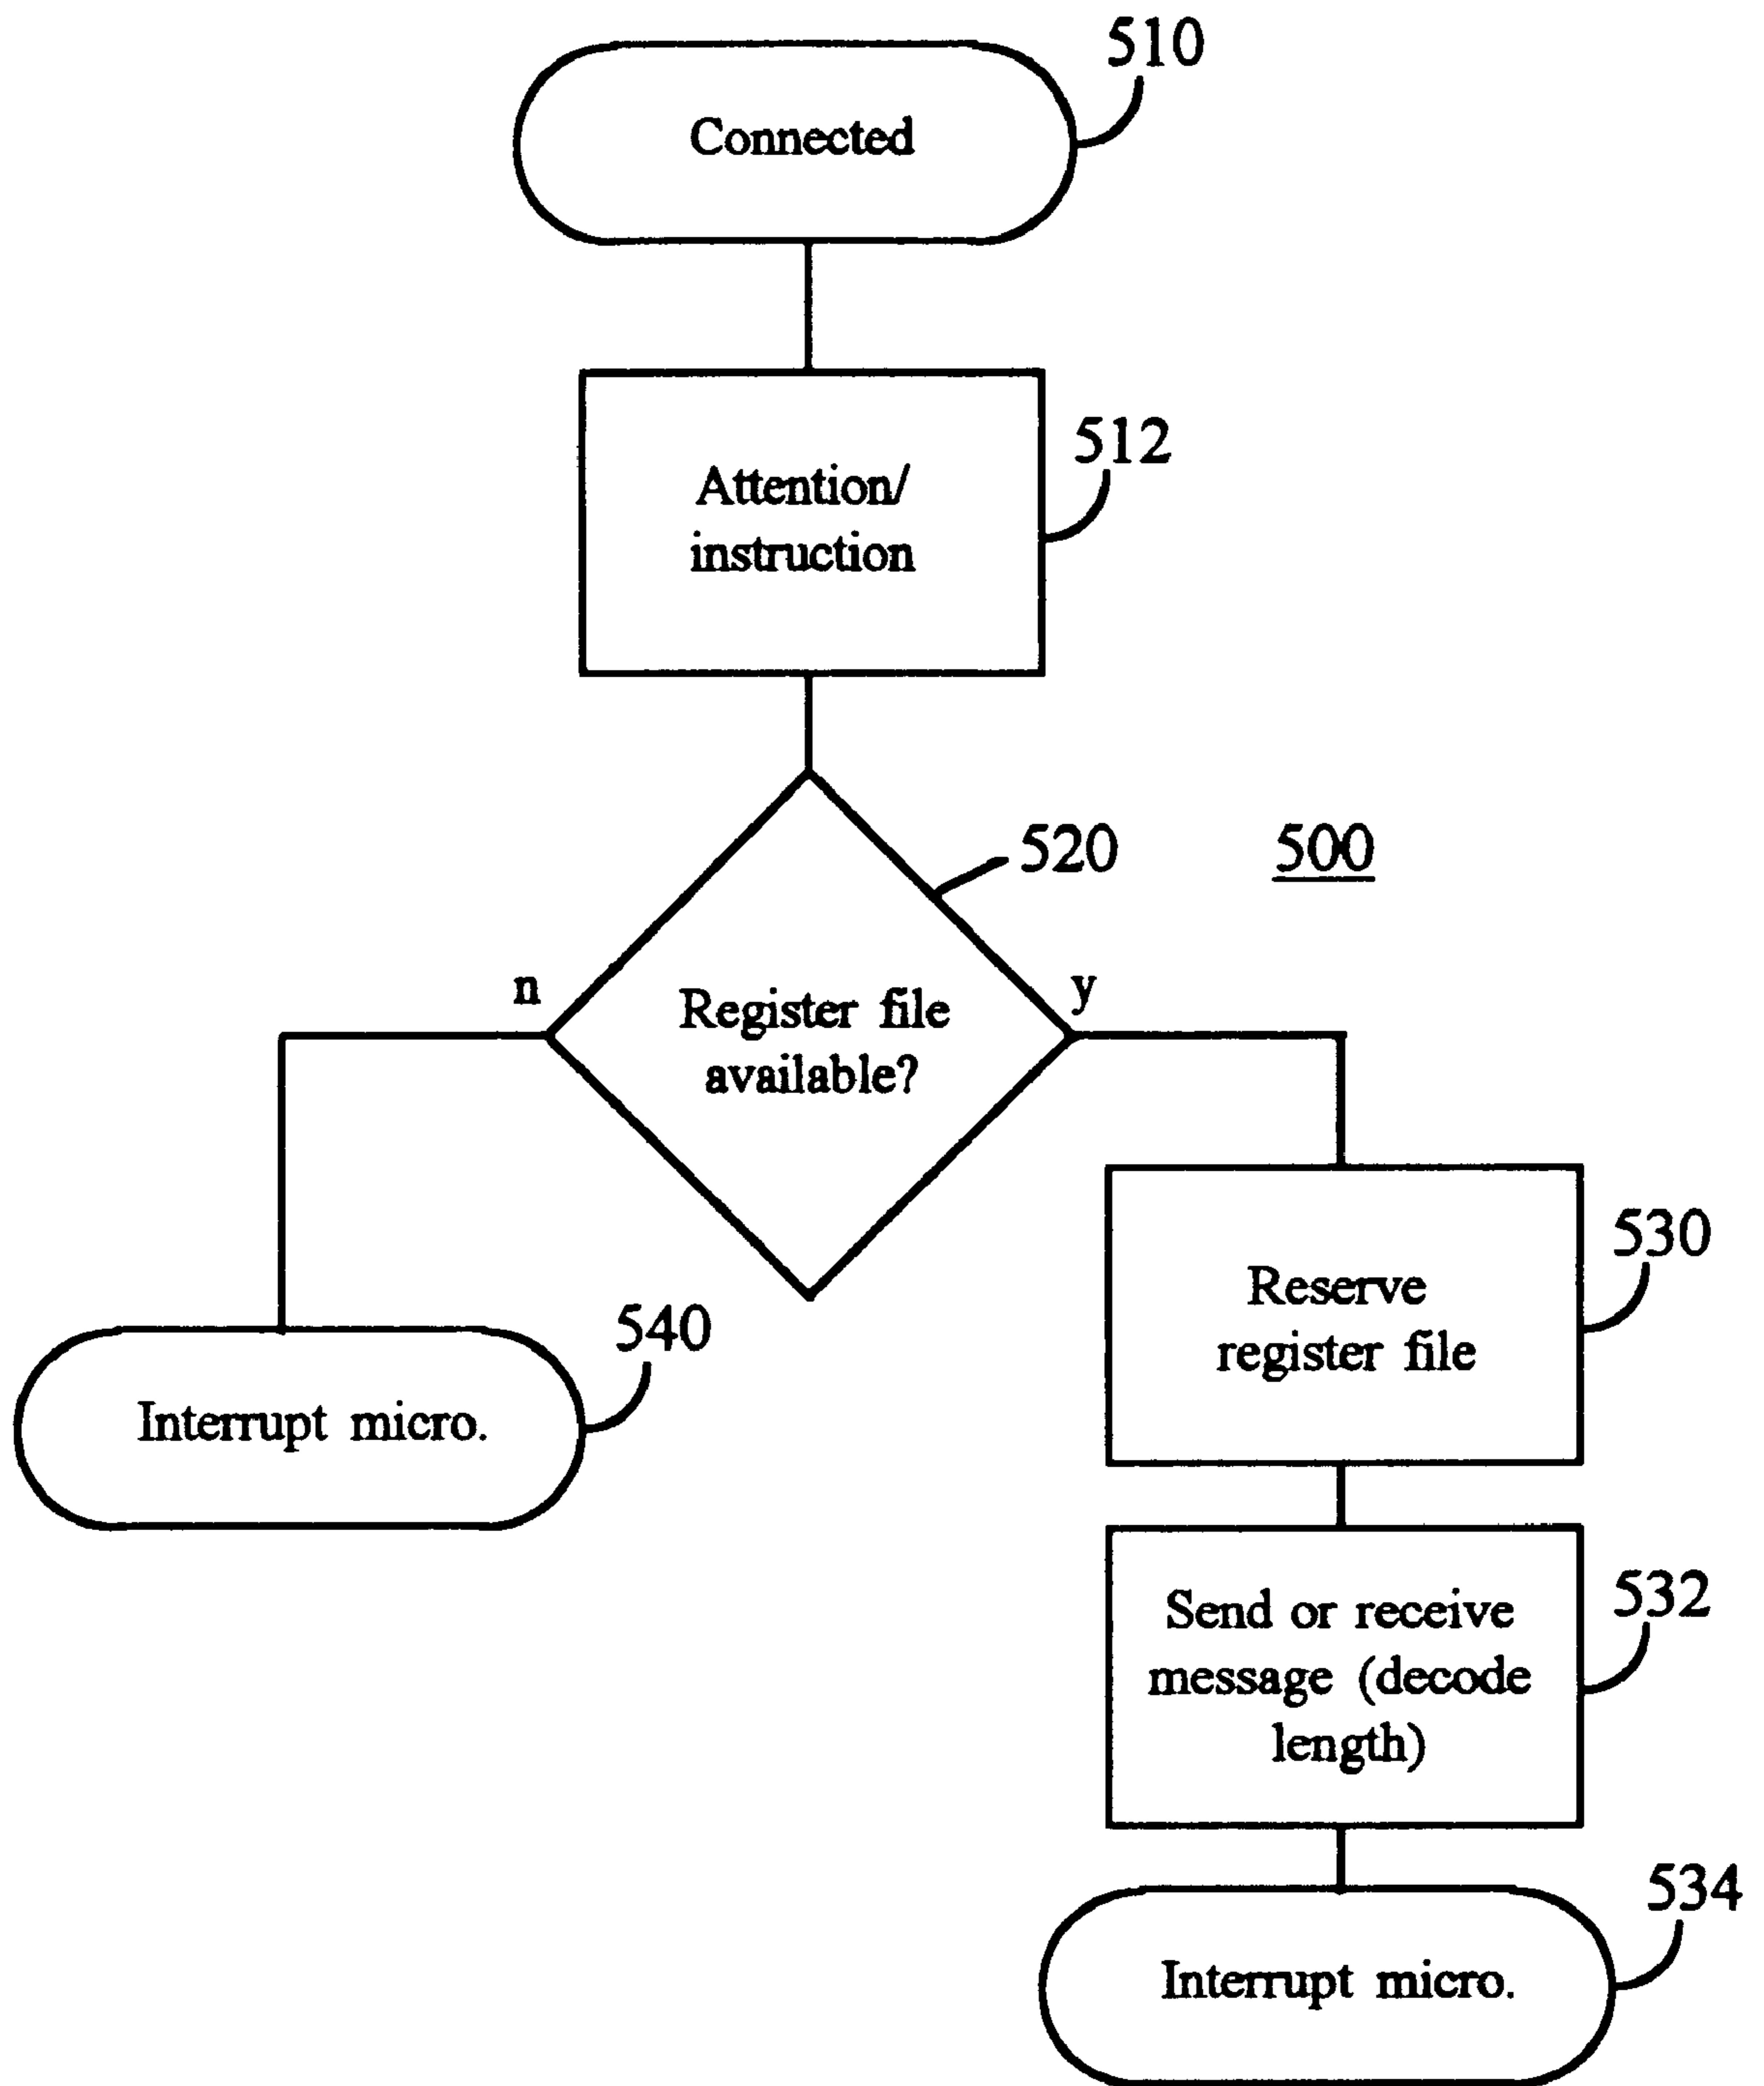 510
Connected
512
Attention/
instruction
520
500
n
y
Register file
available?
530
Reserve
register file
540
Interrupt micro.
532
Send or receive
message (decode
length)
534
Interrupt micro.